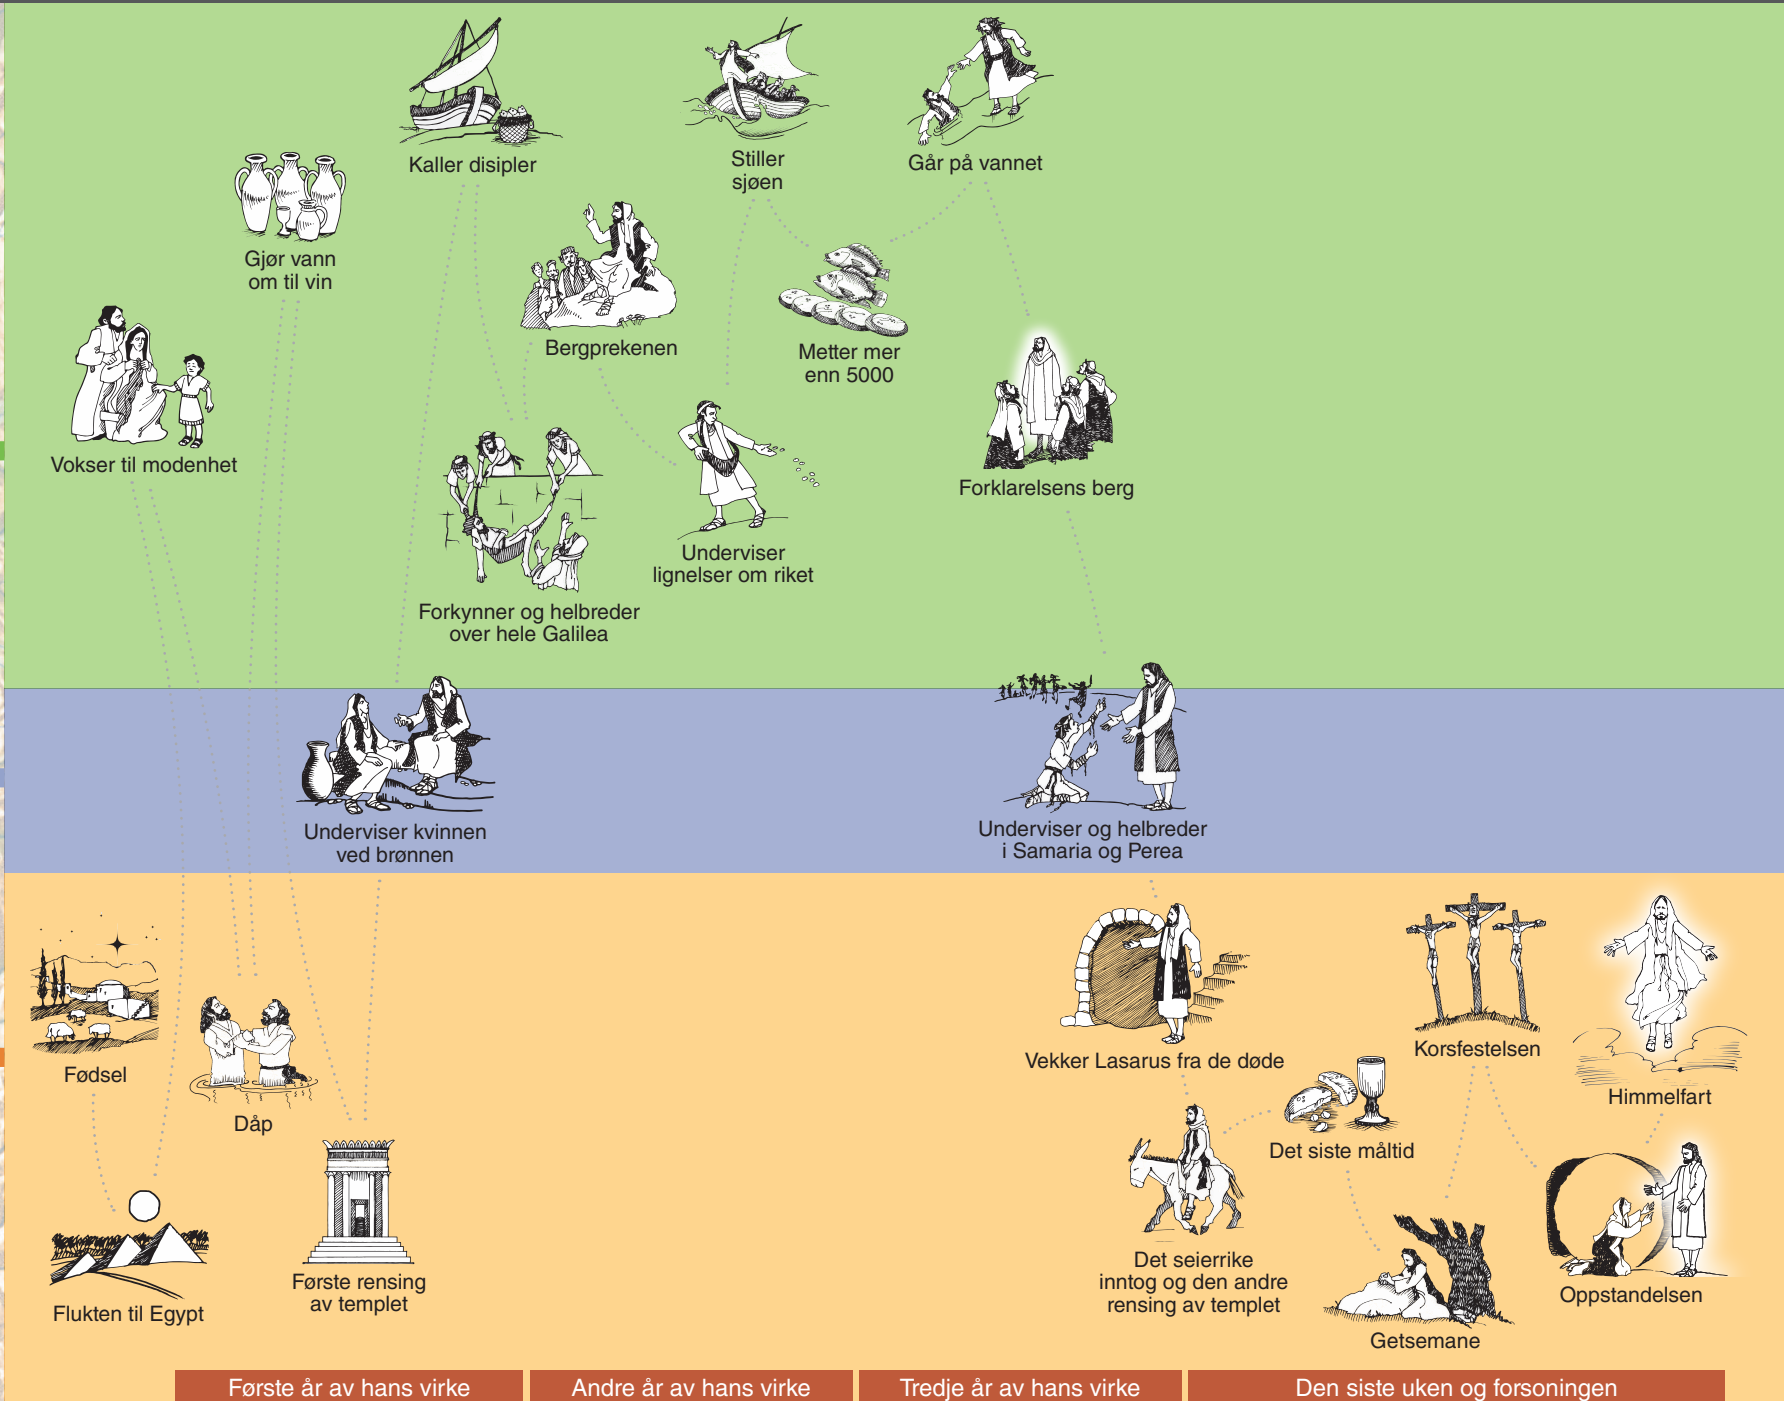 Kaller disipler
Stiller
sjøen
Går på vannet
Gjør vann
om til vin
Bergprekenen
Metter mer
enn 5000
Vokser til modenhet
Forklarelsens berg
Underviser
lignelser om riket
Forkynner og helbreder
over hele Galilea
Underviser kvinnen
ved brønnen
Underviser og helbreder
i Samaria og Perea
Fødsel
Dåp
Vekker Lasarus fra de døde
Korsfestelsen
Himmelfart
Det siste måltid
Flukten til Egypt
Første rensing
av templet
Det seierrike
inntog og den andre
rensing av templet
Getsemane
Oppstandelsen
Første år av hans virke
Andre år av hans virke
Tredje år av hans virke
Den siste uken og forsoningen